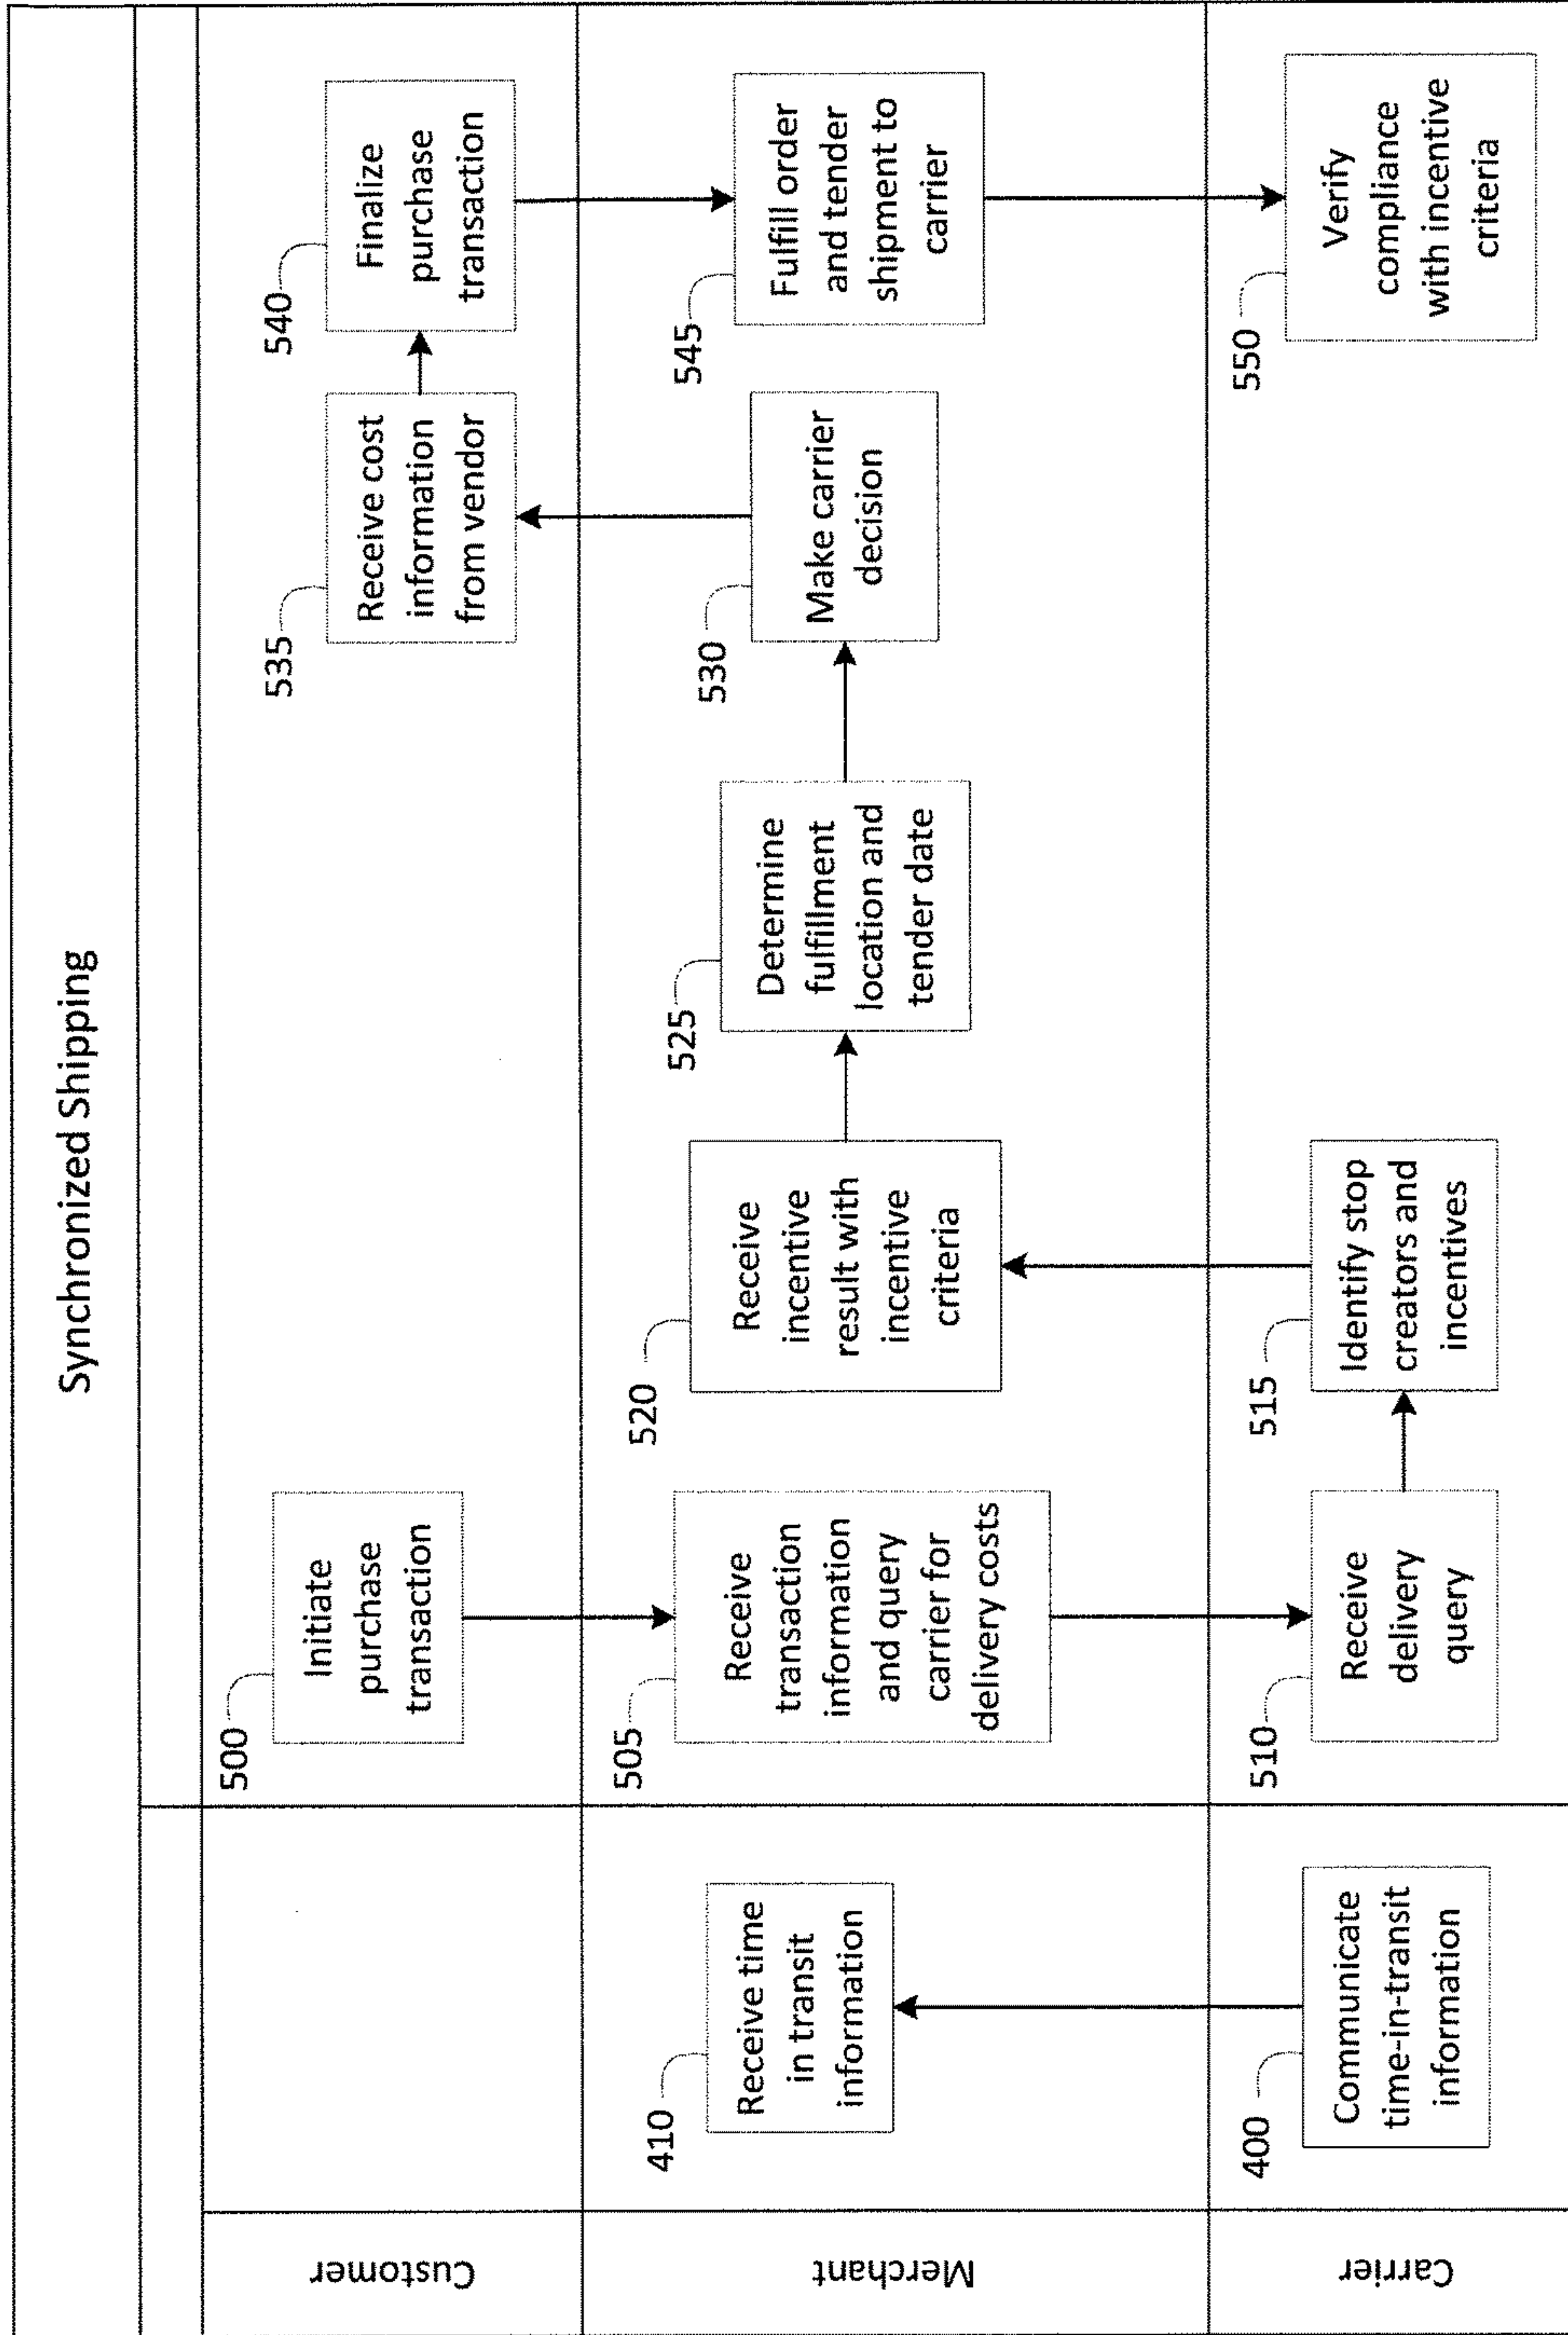 Synchronized Shipping
Customer
500
Initiate
purchase
transaction
535
Receive cost
information
from vendor
540
Finalize
purchase
transaction
Merchant
410
Receive time
in transit
information
505
Receive
transaction
information
and query
carrier for
delivery costs
520
Receive
incentive
result with
incentive
criteria
525
Determine
fulfillment
location and
tender date
530
Make carrier
decision
545
Fulfill order
and tender
shipment to
carrier
Carrier
400
Communicate
time-in-transit
information
510
Receive
delivery
query
515
Identify stop
creators and
incentives
550
Verify
compliance
with incentive
criteria